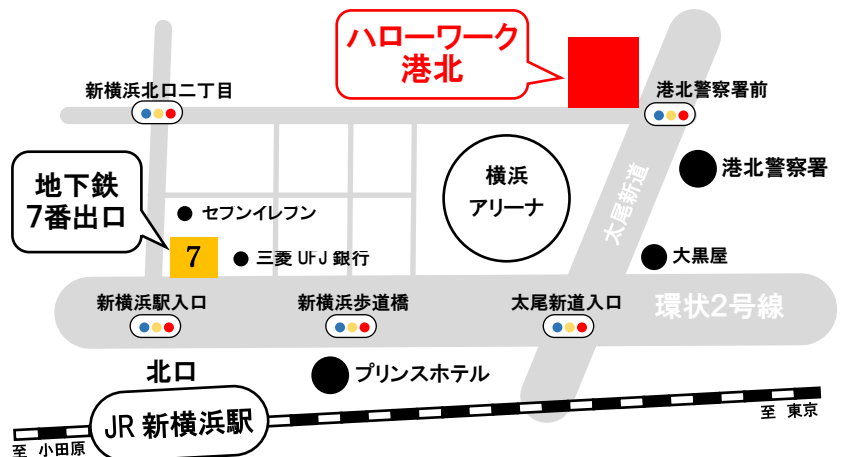 ハローワーク
港北
新横浜北口二丁目
港北警察署前
地下鉄
7番出口
セブンイレブン
7
三菱 UFJ 銀行
横浜
アリーナ
太尾新道
港北警察署
大黒屋
新横浜駅入口
新横浜歩道橋
太尾新道入口
環状2号線
北口
プリンスホテル
JR 新横浜駅
至 小田原
至 東京